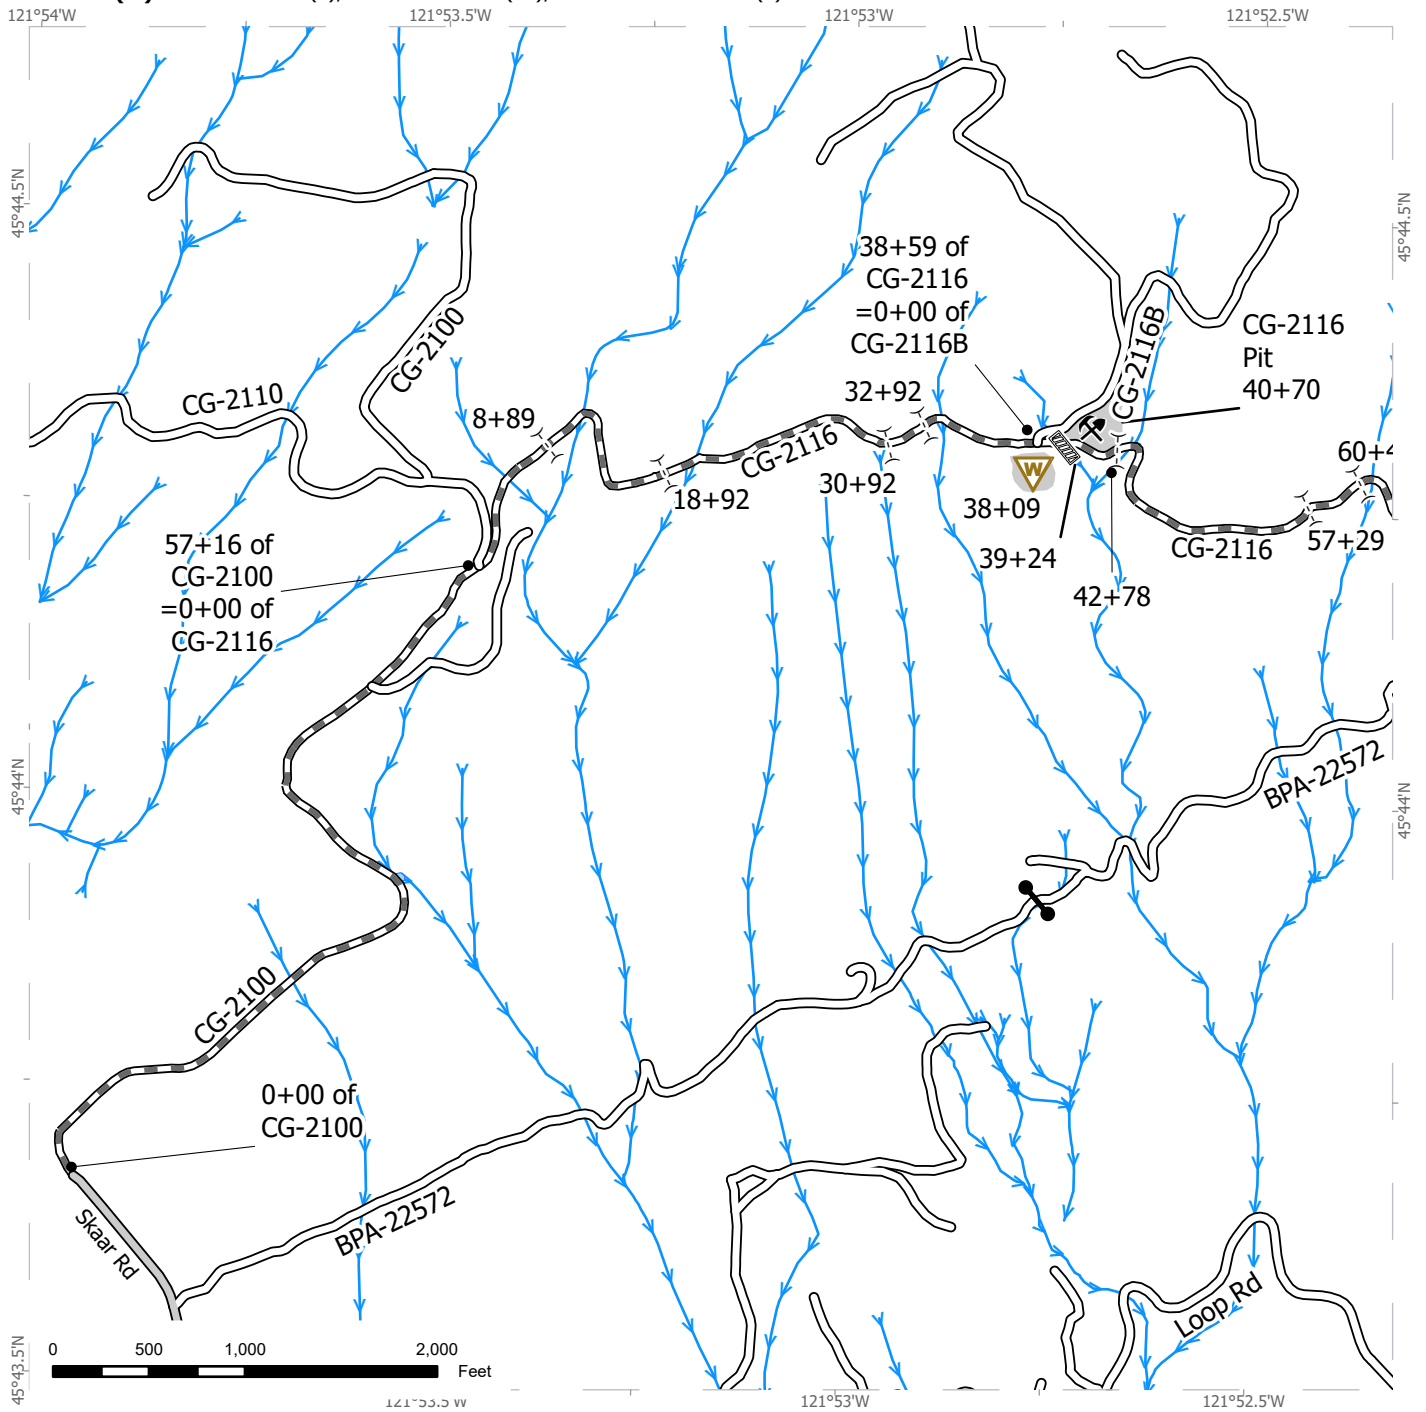 121°54'W
121°53.5'W
121°53'W
121°52.5'W
45°44.5'N
45°44.5'N
38+59 of
CG-2116
=0+00 of
CG-2116B
CG-2100
CG-2116B
CG-2116
Pit
40+70
CG-2110
8+89
32+92
CG-2116
18+92
30+92
38+09
39+24
42+78
W
60+4
57+29
CG-2116
57+16 of
CG-2100
=0+00 of
CG-2116
45°44'N
45°44'N
BPA-22572
CG-2100
0+00 of
CG-2100
Skaar Rd
BPA-22572
Loop Rd
45°43.5'N
0
500
1,000
2,000
Feet
121°53.5'W
121°53'W
121°52.5'W